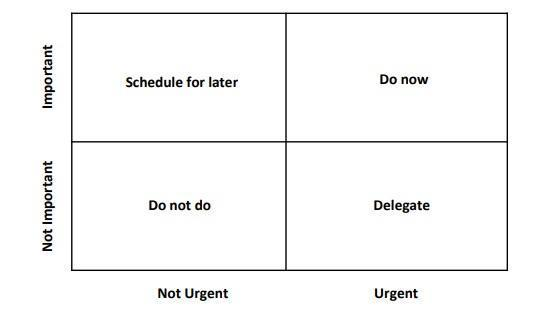 Important
Schedule for later
Do now
Not Important
Do not do
Delegate
Not Urgent
Urgent